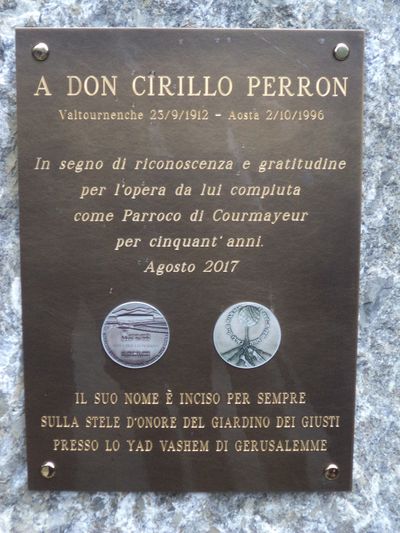 A DON CIRILLO PERRON
Valtournenche 23/9/1912 - Aosta 2/10/1996
In segno di riconoscenza e gratitudine
per l'opera da lui compiuta
come Parroco di Courmayeur
per cinquant'anni.
Agosto 2017
IL SUO NOME È INCISO PER SEMPRE
SULLA STELE D'ONORE DEL GIARDINO DEI GIUSTI
PRESSO LO YAD VASHEM DI GERUSALEMME